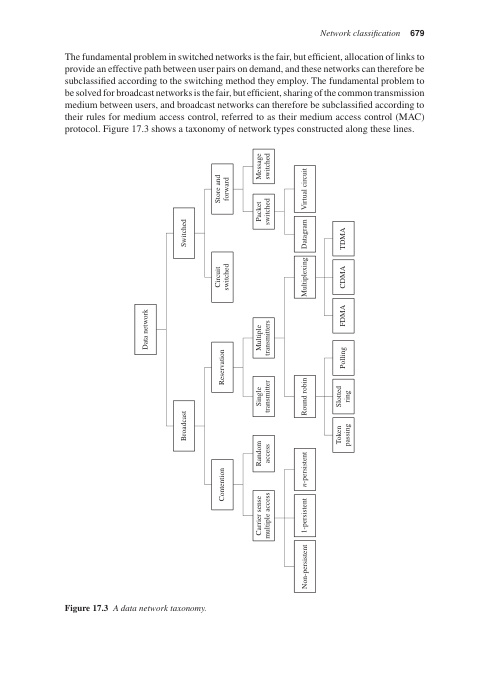 Network classification 679
The fundamental problem in switched networks is the fair, but efficient, allocation of links to
provide an effective path between user pairs on demand, and these networks can therefore be
subclassified according to the switching method they employ. The fundamental problem to
be solved for broadcast networks is the fair, but efficient, sharing of the common transmission
medium between users, and broadcast networks can therefore be subclassified according to
their rules for medium access control, referred to as their medium access control (MAC)
protocol. Figure 17.3 shows a taxonomy of network types constructed along these lines.
Data network
Broadcast
Switched
Contention
Reservation
Circuit
switched
Store and
forward
Carrier sense
multiple access
Random
access
Single
transmitter
Multiple
transmitters
Packet
switched
Message
switched
Non-persistent
1-persistent
n-persistent
Round robin
Multiplexing
Datagram
Virtual circuit
Token
passing
Slotted
ring
Polling
FDMA
CDMA
TDMA
Figure 17.3 A data network taxonomy.